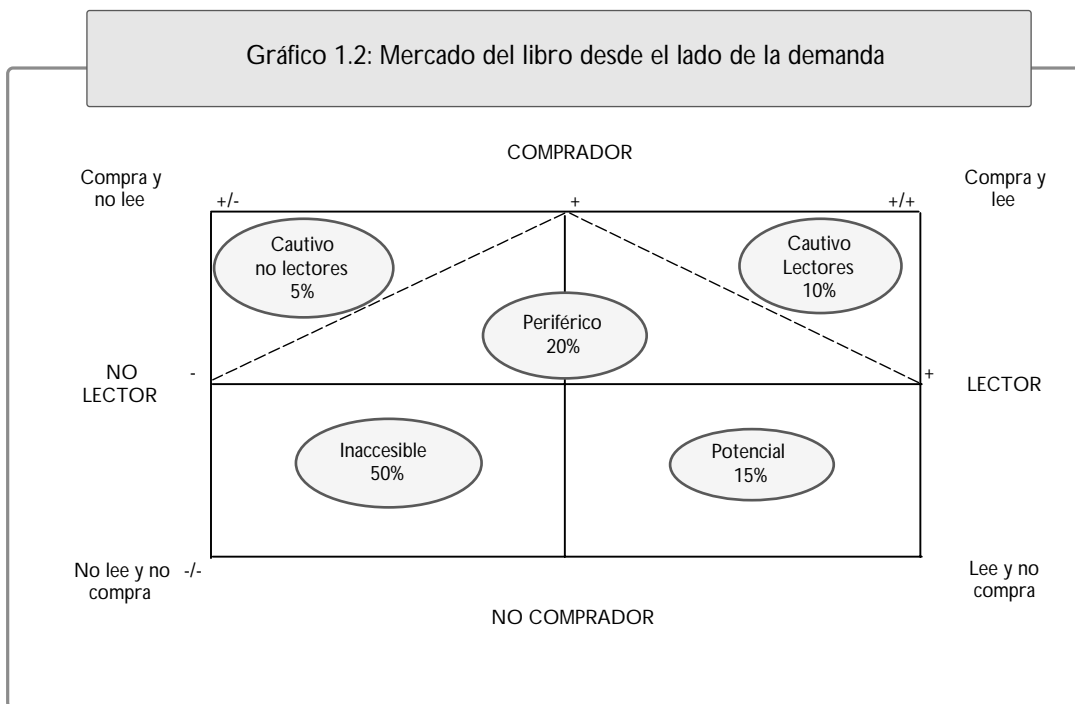 Gráfico 1.2: Mercado del libro desde el lado de la demanda
COMPRADOR
Compra y
no lee
+/-
+
+/+
Compra y
lee
Cautivo
no lectores
5%
Cautivo
Lectores
10%
Periférico
20%
NO
LECTOR
-
+
LECTOR
Inaccesible
50%
Potencial
15%
No lee y no
compra
-/-
Lee y no
compra
NO COMPRADOR